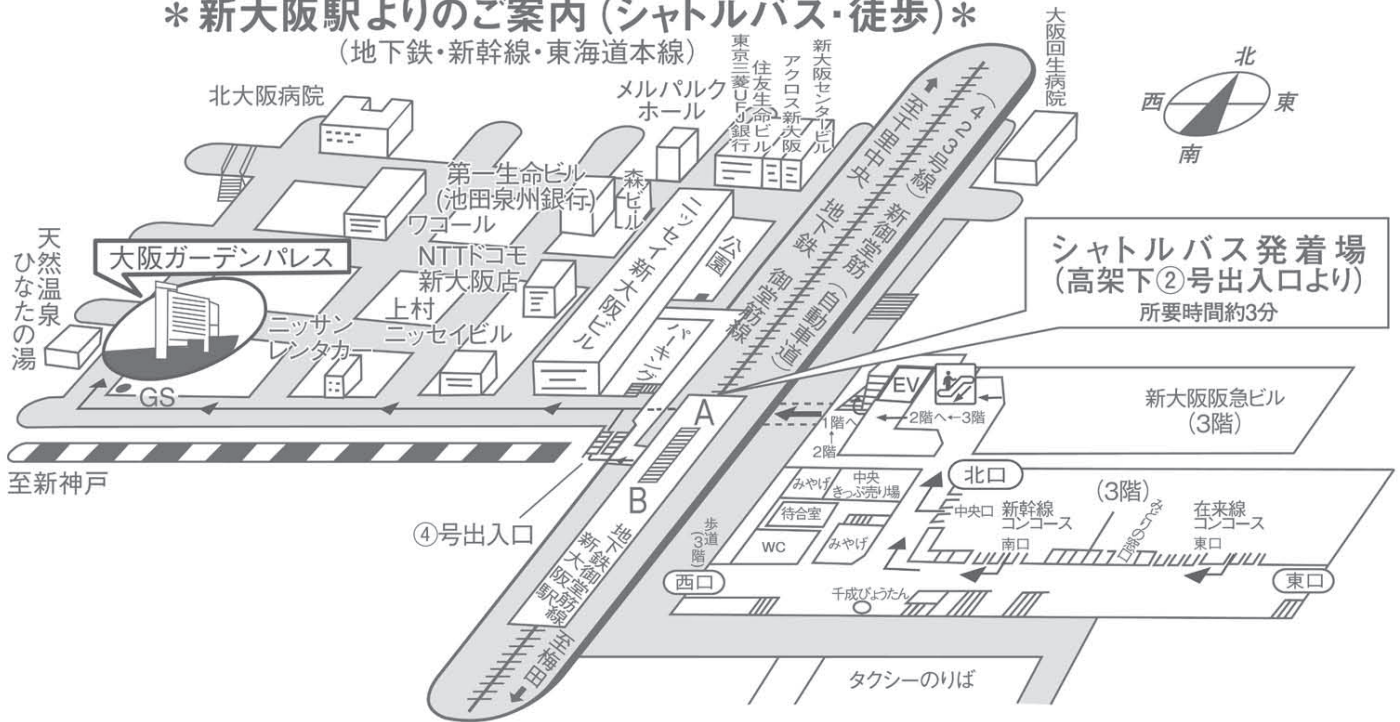 ＊新大阪駅よりのご案内（シャトルバス・徒歩）＊
（地下鉄・新幹線・東海道本線）
北大阪病院
メルパルク
ホール
東京三菱UFJ銀行
住友生命ビル
アクロス新大阪
新大阪センタービル
大阪回生病院
北
西
東
南
至千里中央
（423号線）
新御堂筋（自動車道）
地下鉄 御堂筋線
第一生命ビル
(池田泉州銀行)
森ビル
ワコール
ニッセイ新大阪ビル
公園
天然温泉
ひなたの湯
大阪ガーデンパレス
NTTドコモ
新大阪店
上村
ニッセイビル
ニッサン
レンタカー
パーキング
GS
シャトルバス発着場
（高架下②号出入口より）
所要時間約3分
A
B
EV
1階へ
↑
2階
2階へ←3階
新大阪阪急ビル
（3階）
至新神戸
④号出入口
北口
みやげ
中央
きっぷ売り場
待合室
WC
みやげ
中央口
新幹線
コンコース
南口
（3階）
みどりの窓口
在来線
コンコース
東口
歩道
（3階）
西口
千成びょうたん
東口
地下鉄御堂筋線
新大阪駅
至梅田
タクシーのりば